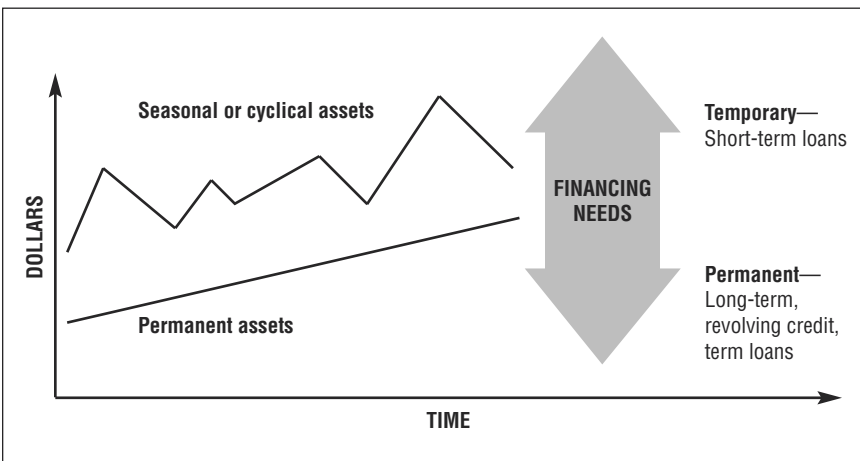 Seasonal or cyclical assets
Permanent assets
DOLLARS
TIME
FINANCING
NEEDS
Temporary—
Short-term loans
Permanent—
Long-term,
revolving credit,
term loans